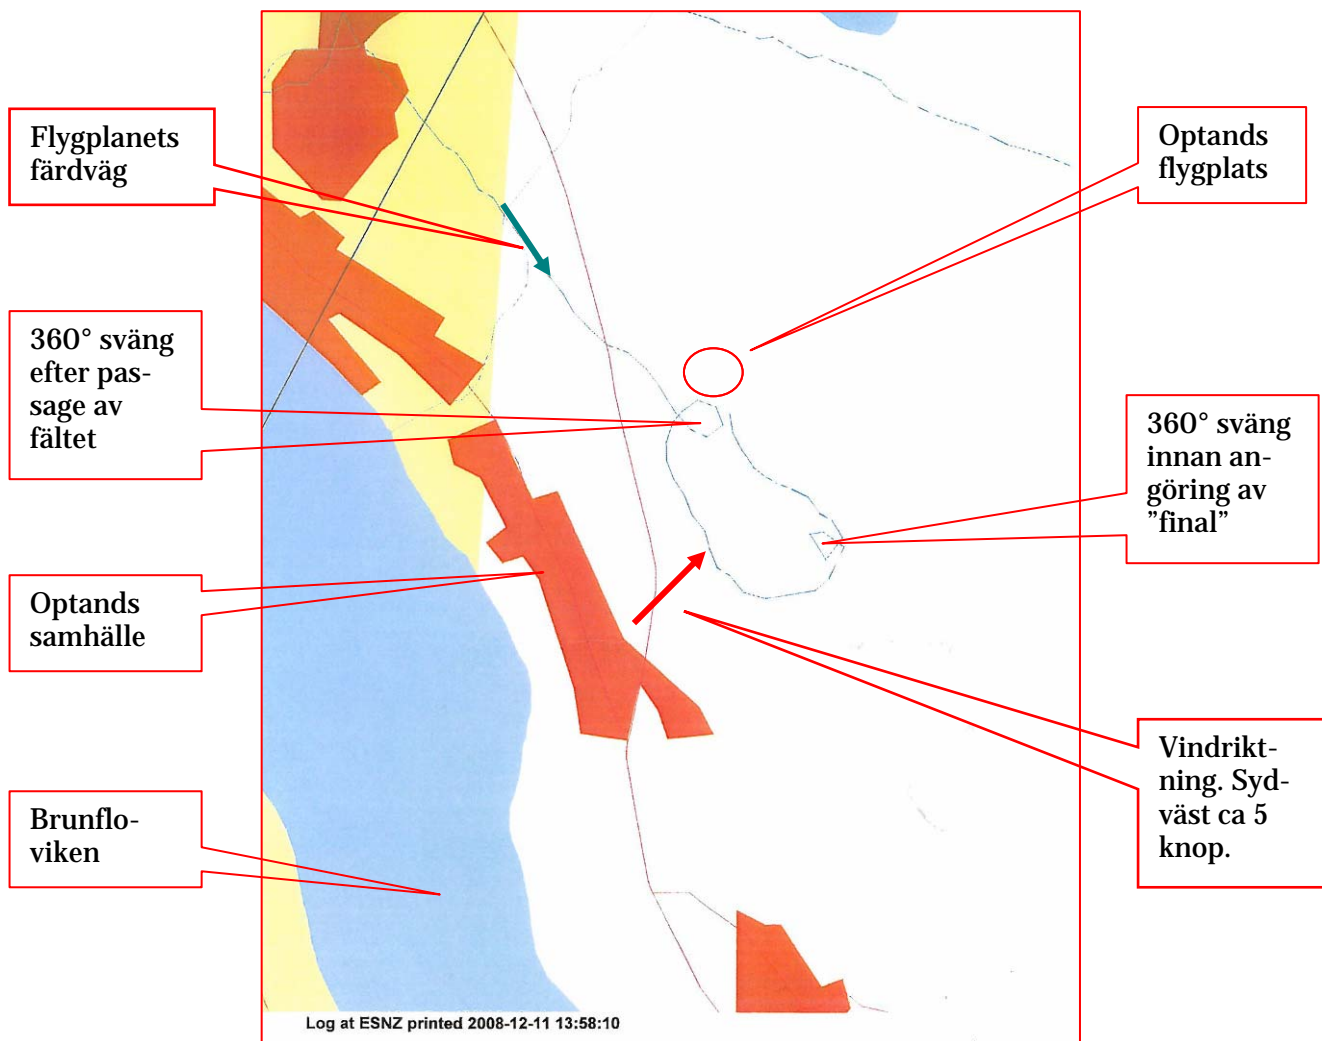 Flygplanets
färdväg
Optands
flygplats
360° sväng
efter pas-
sage av
fältet
360° sväng
innan an-
göring av
”final”
Optands
samhälle
Vindrikt-
ning. Syd-
väst ca 5
knop.
Brunflo-
viken
Log at ESNZ printed 2008-12-11 13:58:10